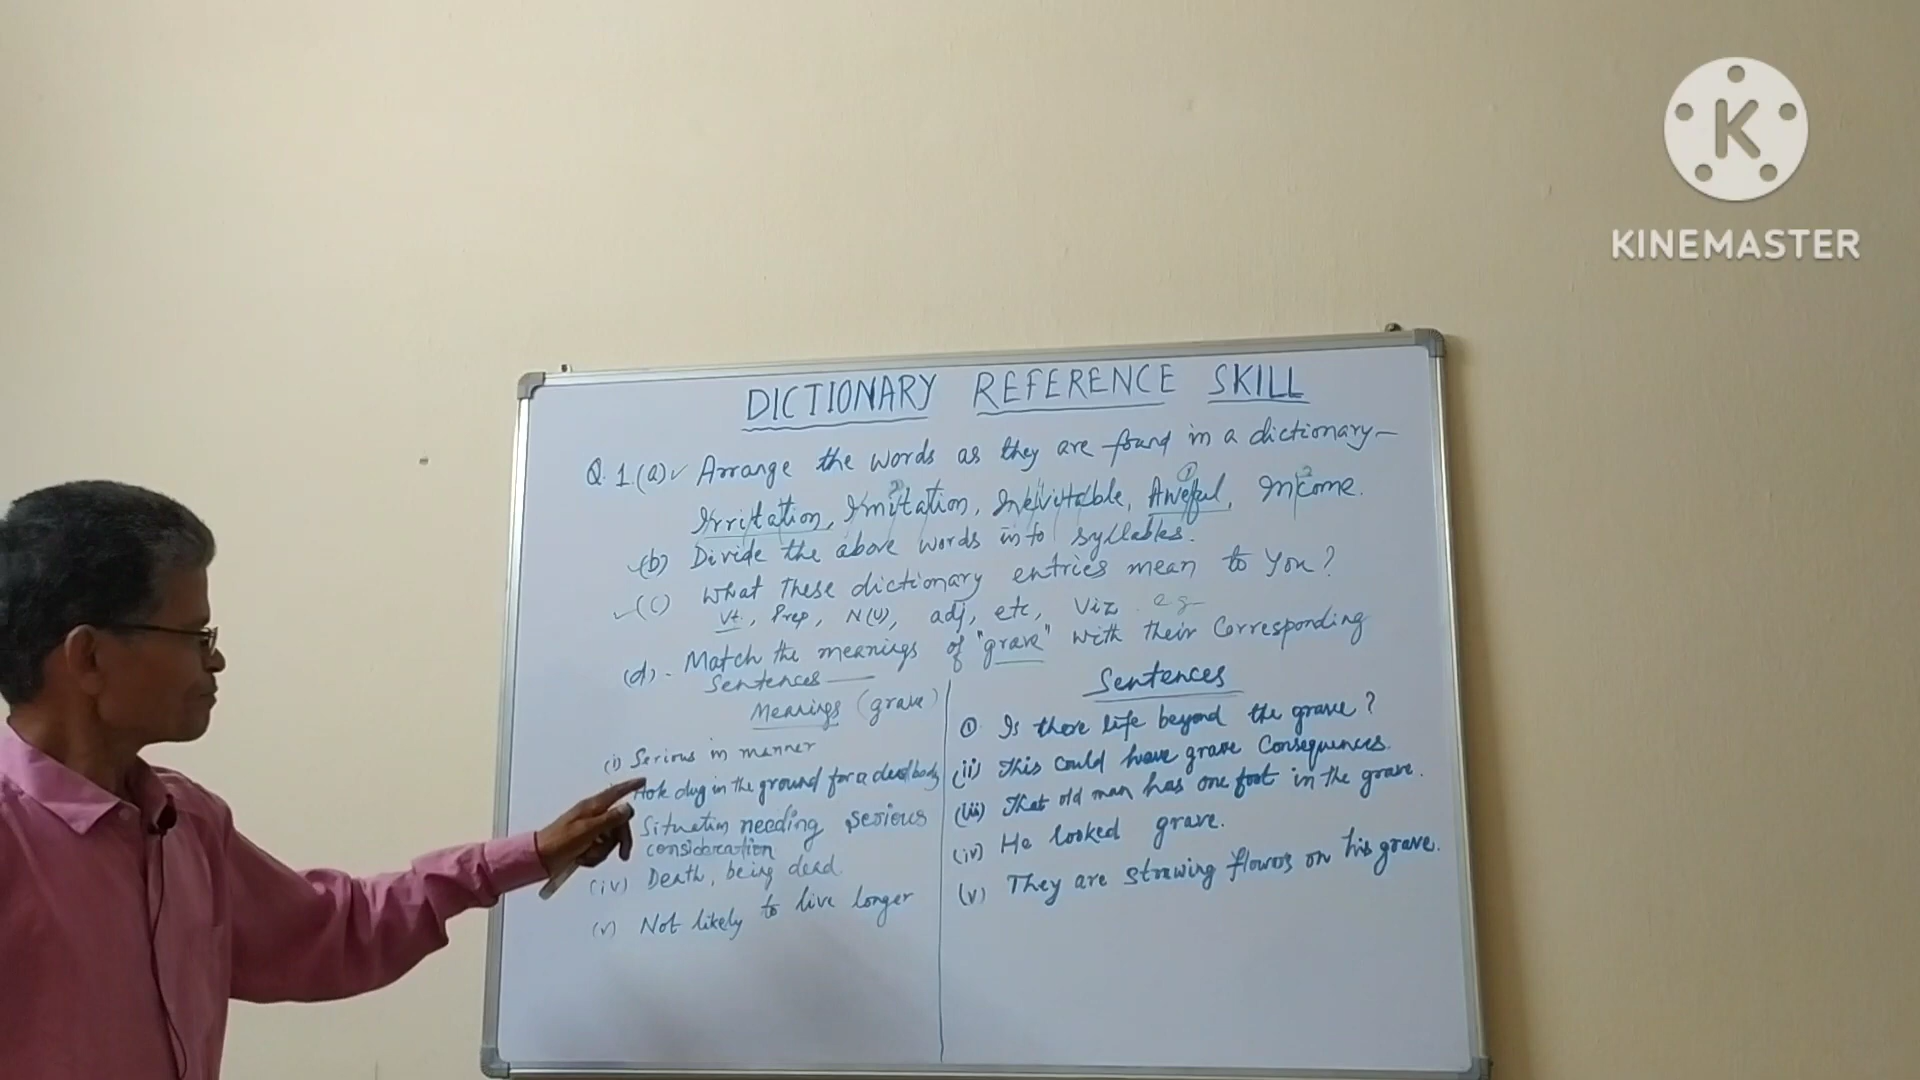 K
KINEMASTER
DICTIONARY REFERENCE SKILL
Q. 1. (a) ✓ Arrange the words as they are found in a dictionary—
Irritation, Imitation, Inevitable, Aweful, Income.
(b) Divide the above words into syllables.
(c) What These dictionary entries mean to You?
Vt., Prep, N(U), adj, etc, Viz. e.g
(d). Match the meanings of "grave" with their Corresponding
Sentences —
Meanings (grave)
(i) Serious in manner
Hole dug in the ground for a dead body
Situation needing serious
consideration
(iv) Death, being dead
(v) Not likely to live longer
Sentences
① Is there life beyond the grave?
(ii) This could have grave Consequences.
(iii) That old man has one foot in the grave.
(iv) He looked grave.
(v) They are strawing flowers on his grave.